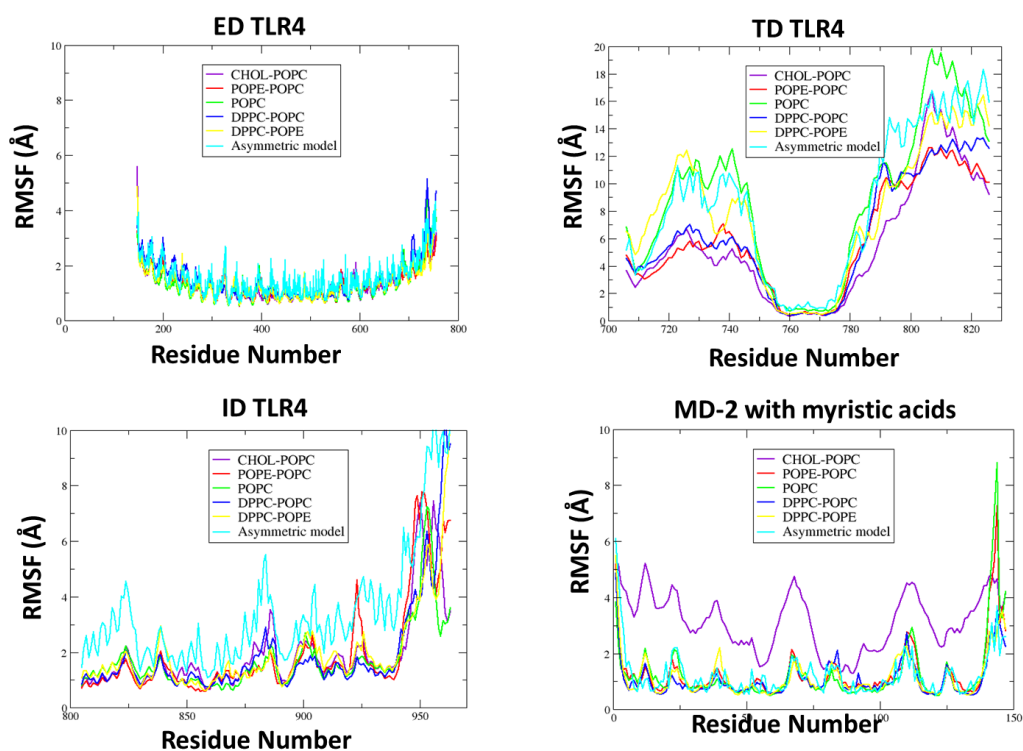 ED TLR4
RMSF (Å)
10
8
6
4
2
0
0
200
400
600
800
CHOL-POPC
POPE-POPC
POPC
DPPC-POPC
DPPC-POPE
Asymmetric model
Residue Number
TD TLR4
RMSF (Å)
20
18
16
14
12
10
8
6
4
2
0
700
720
740
760
780
800
820
CHOL-POPC
POPE-POPC
POPC
DPPC-POPC
DPPC-POPE
Asymmetric model
Residue Number
ID TLR4
RMSF (Å)
10
8
6
4
2
0
800
850
900
950
CHOL-POPC
POPE-POPC
POPC
DPPC-POPC
DPPC-POPE
Asymmetric model
Residue Number
MD-2 with myristic acids
RMSF (Å)
10
8
6
4
2
0
0
50
100
150
CHOL-POPC
POPE-POPC
POPC
DPPC-POPC
DPPC-POPE
Asymmetric model
Residue Number